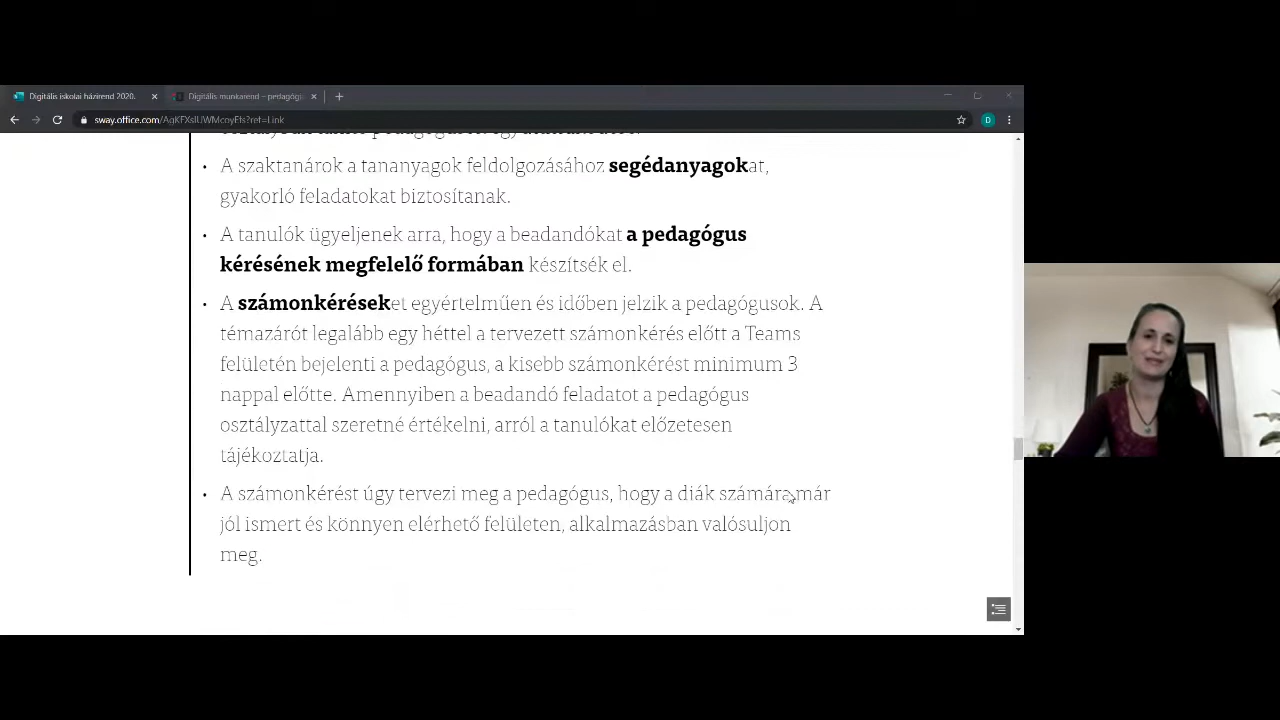 Digitális iskolai házirend 2020.
Digitális munkarend – pedagóg
sway.office.com/
D
A szaktanárok a tananyagok feldolgozásához segédanyagokat,
gyakorló feladatokat biztosítanak.
A tanulók ügyeljenek arra, hogy a beadandókat a pedagógus
kérésének megfelelő formában készítsék el.
A számonkéréseket egyértelműen és időben jelzik a pedagógusok. A
témazárót legalább egy héttel a tervezett számonkérés előtt a Teams
felületén bejelenti a pedagógus, a kisebb számonkérést minimum 3
nappal előtte. Amennyiben a beadandó feladatot a pedagógus
osztályzattal szeretné értékelni, arról a tanulókat előzetesen
tájékoztatja.
A számonkérést úgy tervezi meg a pedagógus, hogy a diák számára már
jól ismert és könnyen elérhető felületen, alkalmazásban valósuljon
meg.